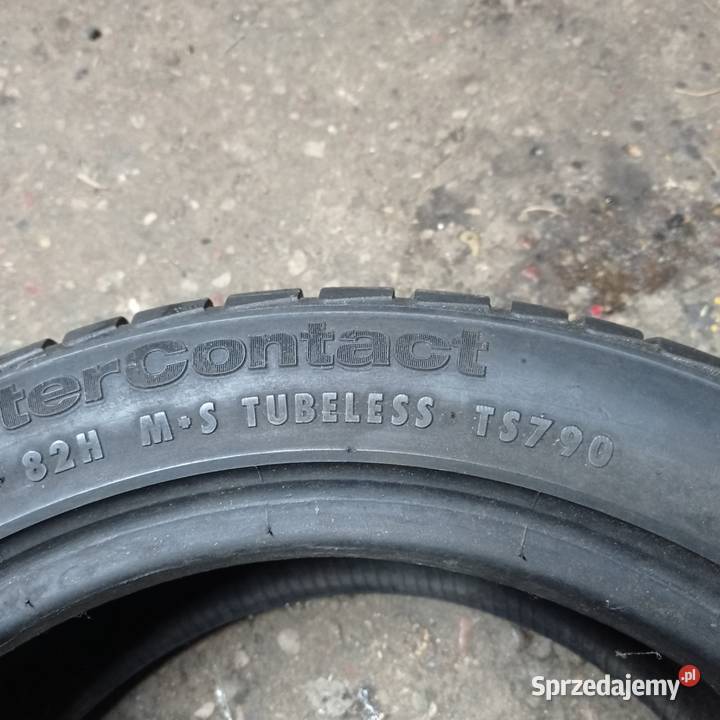 terContact
82H M+S TUBELESS TS790
Sprzedajemy.pl